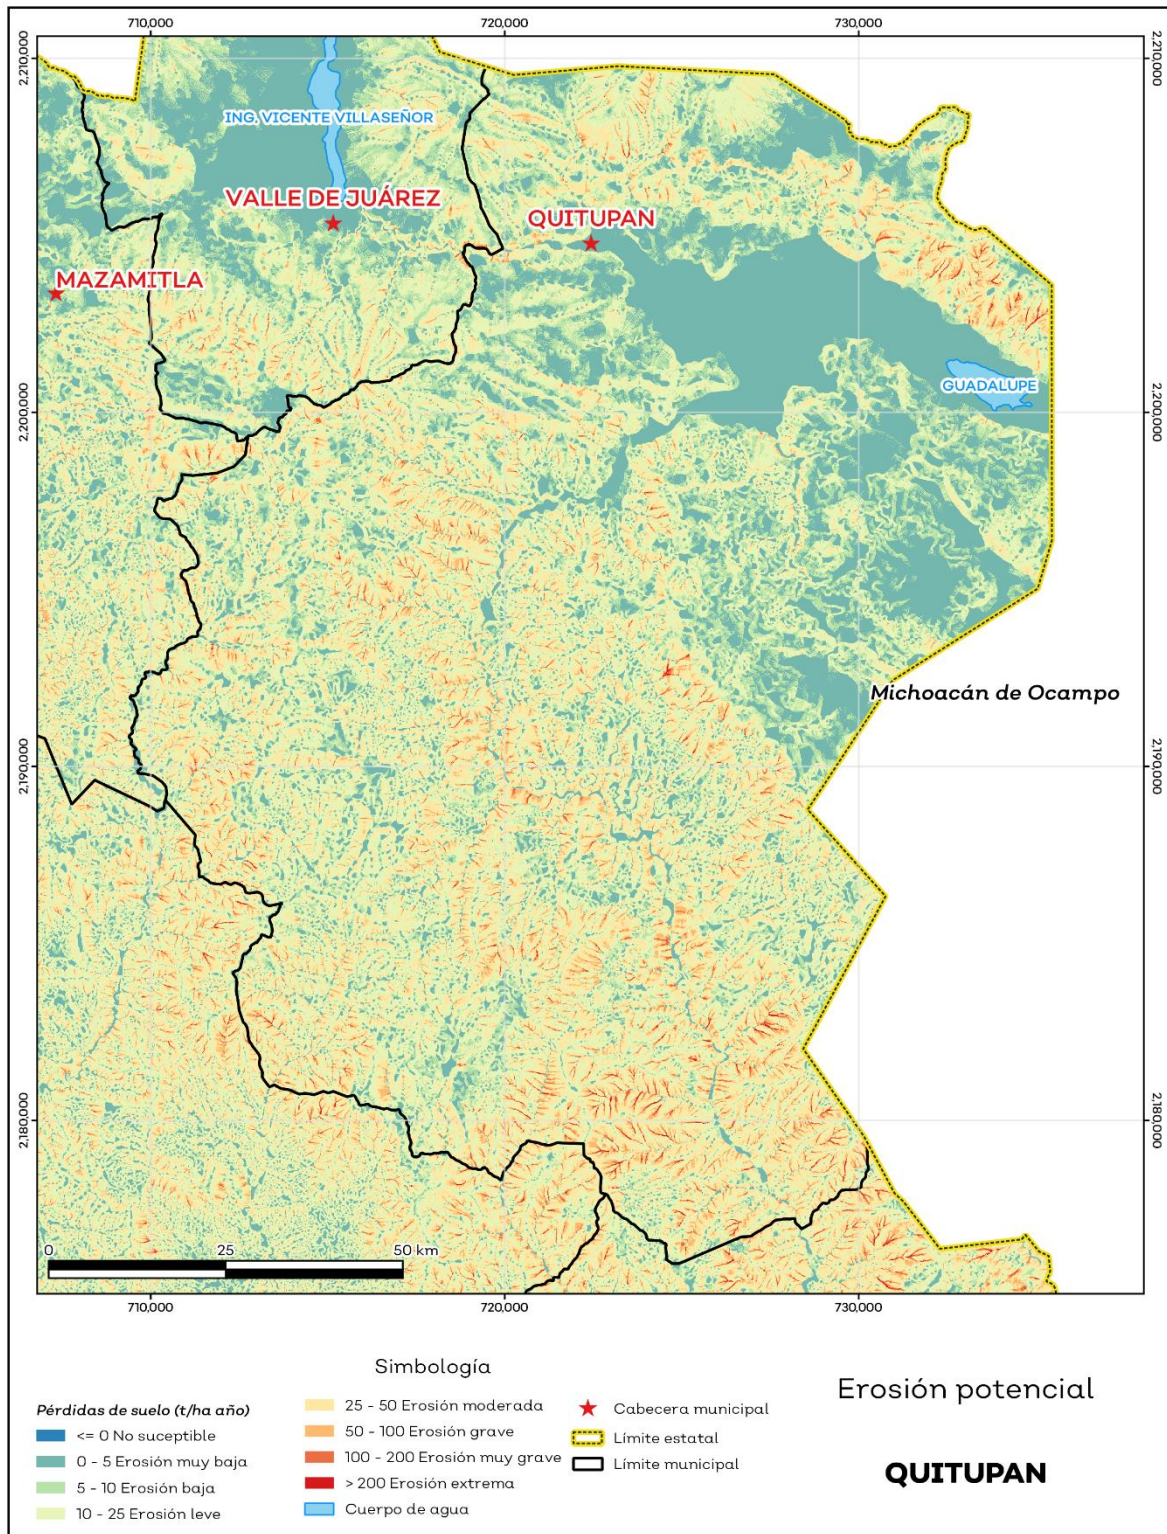 710,000 720,000 730,000
2,210,000 2,210,000
ING. VICENTE VILLASEÑOR
VALLE DE JUÁREZ
QUITUPAN
MAZAMITLA
GUADALUPE
2,200,000 2,200,000
Michoacán de Ocampo
2,190,000 2,190,000
2,180,000 2,180,000
0 25 50 km
710,000 720,000 730,000
Simbología
Pérdidas de suelo (t/ha año)
<= 0 No suceptible
0 - 5 Erosión muy baja
5 - 10 Erosión baja
10 - 25 Erosión leve
25 - 50 Erosión moderada
50 - 100 Erosión grave
100 - 200 Erosión muy grave
> 200 Erosión extrema
Cuerpo de agua
Cabecera municipal
Límite estatal
Límite municipal
Erosión potencial
QUITUPAN